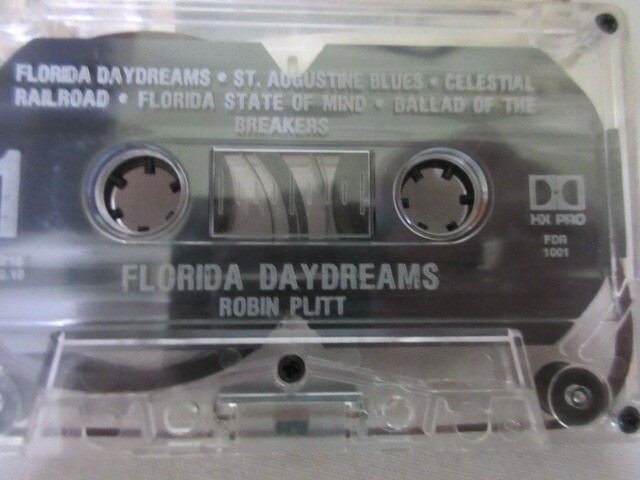 FLORIDA DAYDREAMS • ST. AUGUSTINE BLUES • CELESTIAL
RAILROAD • FLORIDA STATE OF MIND • BALLAD OF THE
BREAKERS
1
HX PRO
FDR
1001
FLORIDA DAYDREAMS
ROBIN PLITT